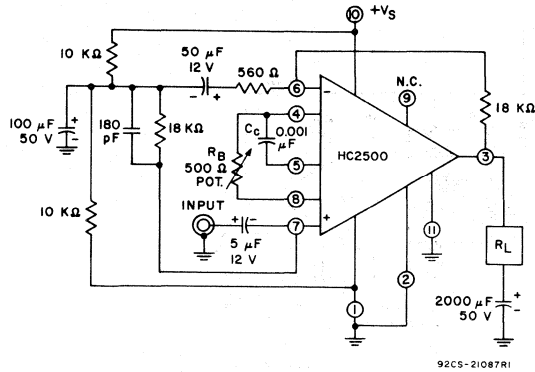 ⑩ +VS
10 KΩ
50 μF
12 V
560 Ω
⑥ −
N.C.
⑨
18 KΩ
100 μF
50 V
+
−
180
pF
18 KΩ
④
CC 0.001
μF
RB
500 Ω
POT.
⑤
HC2500
③
⑧
10 KΩ
INPUT
+ −
5 μF
12 V
⑦ +
⑪
RL
①
②
2000 μF
50 V
+
−
92CS-21087R1